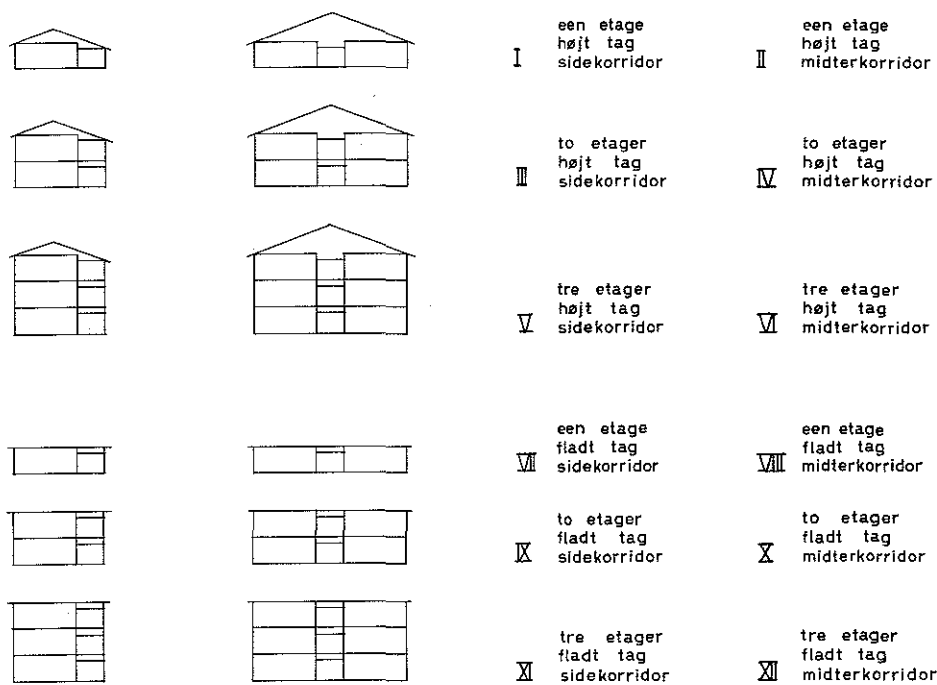 een etage
højt tag
I sidekorridor
een etage
højt tag
II midterkorridor
to etager
højt tag
III sidekorridor
to etager
højt tag
IV midterkorridor
tre etager
højt tag
V sidekorridor
tre etager
højt tag
VI midterkorridor
een etage
fladt tag
VII sidekorridor
een etage
fladt tag
VIII midterkorridor
to etager
fladt tag
IX sidekorridor
to etager
fladt tag
X midterkorridor
tre etager
fladt tag
XI sidekorridor
tre etager
fladt tag
XII midterkorridor